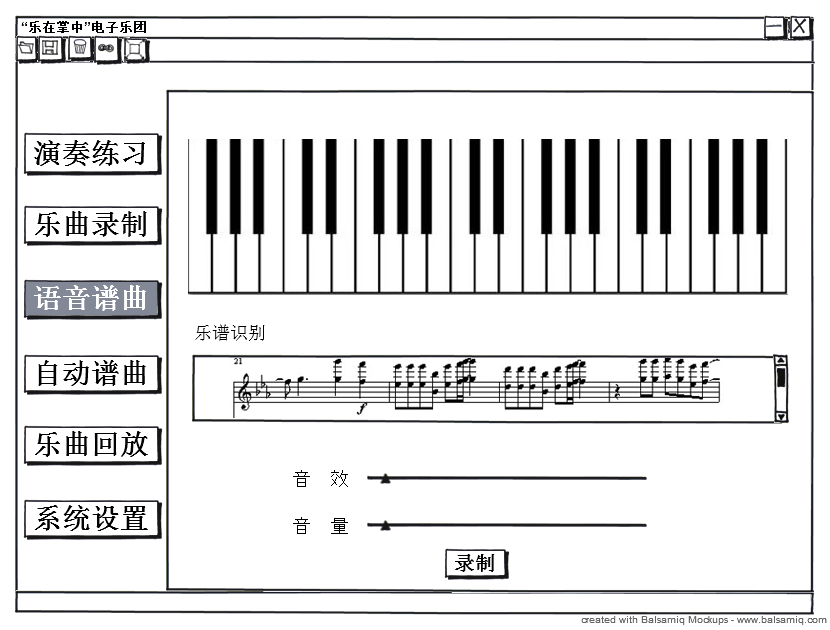 “乐在掌中”电子乐团
演奏练习
乐曲录制
语音谱曲
自动谱曲
乐曲回放
系统设置
乐谱识别
21
f
音 效
音 量
录制
created with Balsamiq Mockups - www.balsamiq.com